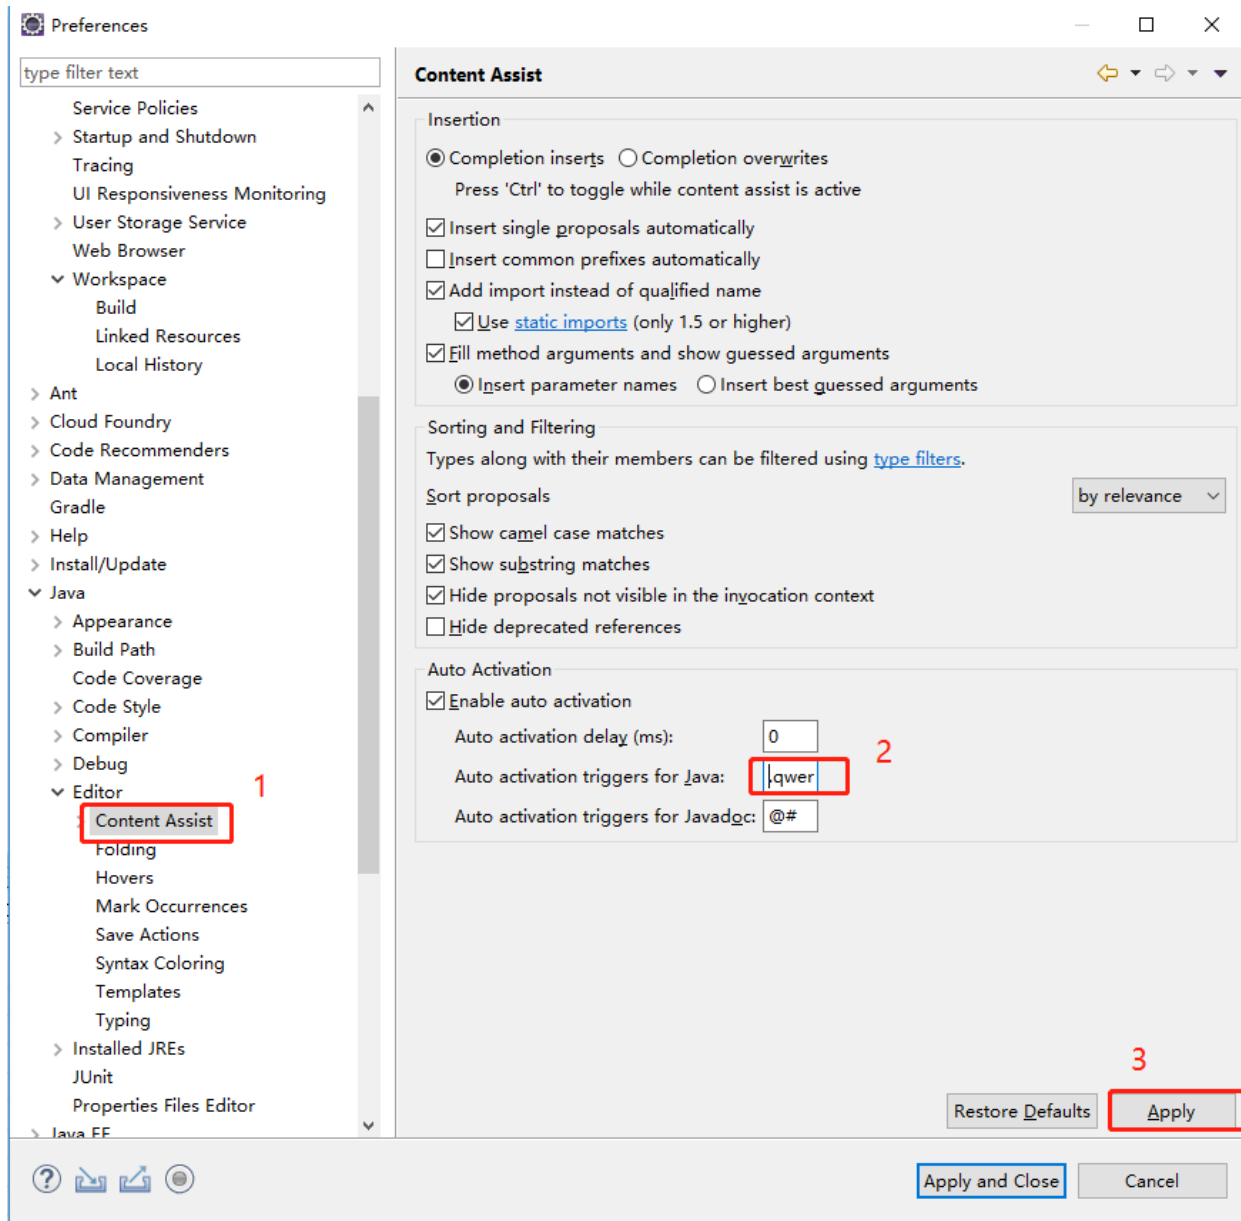 Preferences
type filter text
Service Policies
Startup and Shutdown
Tracing
UI Responsiveness Monitoring
User Storage Service
Web Browser
Workspace
Build
Linked Resources
Local History
Ant
Cloud Foundry
Code Recommenders
Data Management
Gradle
Help
Install/Update
Java
Appearance
Build Path
Code Coverage
Code Style
Compiler
Debug
Editor
1
Content Assist
Folding
Hovers
Mark Occurrences
Save Actions
Syntax Coloring
Templates
Typing
Installed JREs
JUnit
Properties Files Editor
Java EE
Content Assist
Insertion
Completion inserts Completion overwrites
Press 'Ctrl' to toggle while content assist is active
Insert single proposals automatically
Insert common prefixes automatically
Add import instead of qualified name
Use static imports (only 1.5 or higher)
Fill method arguments and show guessed arguments
Insert parameter names Insert best guessed arguments
Sorting and Filtering
Types along with their members can be filtered using type filters.
Sort proposals by relevance
Show camel case matches
Show substring matches
Hide proposals not visible in the invocation context
Hide deprecated references
Auto Activation
Enable auto activation
Auto activation delay (ms): 0
Auto activation triggers for Java: .qwer 2
Auto activation triggers for Javadoc: @#
3
Restore Defaults Apply
Apply and Close Cancel